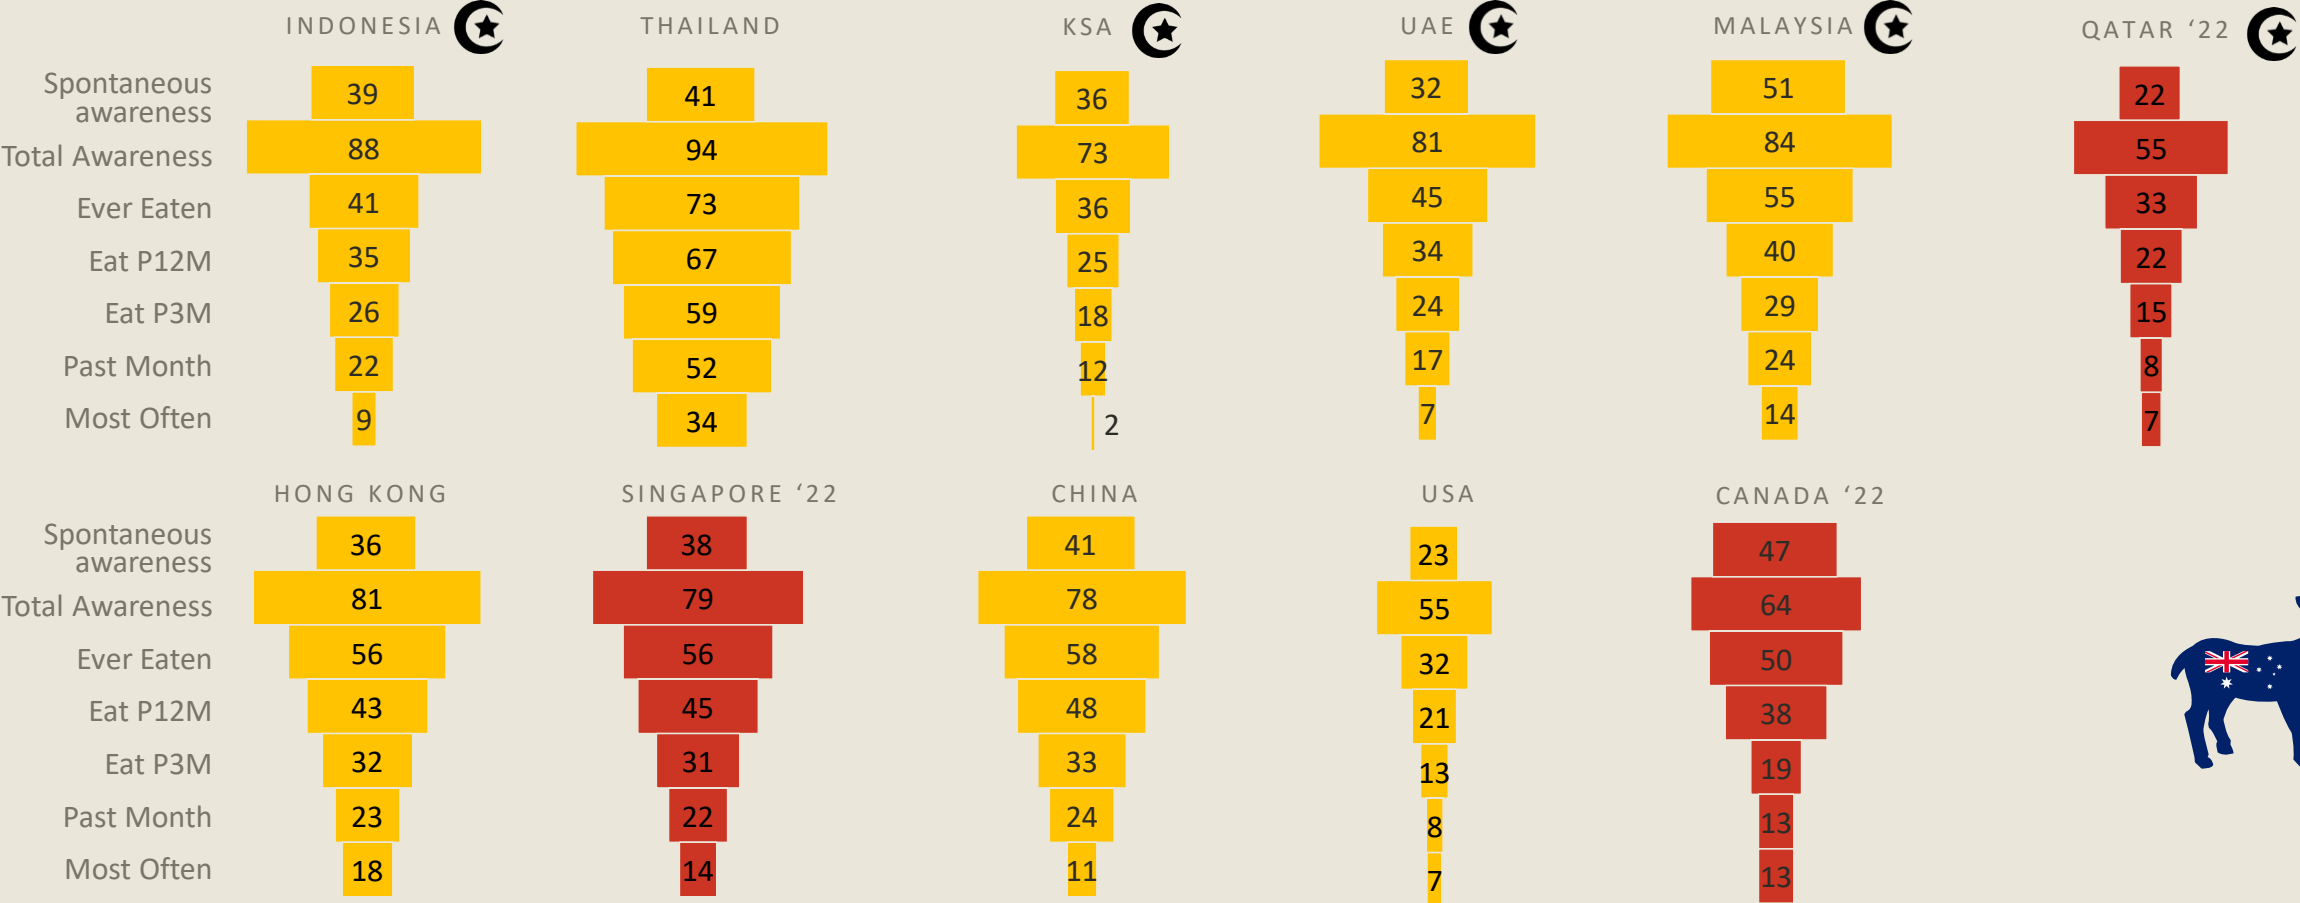 INDONESIA THAILAND KSA UAE MALAYSIA QATAR ‘22
Spontaneous
awareness 39 41 36 32 51 22
Total Awareness 88 94 73 81 84 55
Ever Eaten 41 73 36 45 55 33
Eat P12M 35 67 25 34 40 22
Eat P3M 26 59 18 24 29 15
Past Month 22 52 12 17 24 8
Most Often 9 34 2 7 14 7
HONG KONG SINGAPORE ‘22 CHINA USA CANADA ‘22
Spontaneous
awareness 36 38 41 23 47
Total Awareness 81 79 78 55 64
Ever Eaten 56 56 58 32 50
Eat P12M 43 45 48 21 38
Eat P3M 32 31 33 13 19
Past Month 23 22 24 8 13
Most Often 18 14 11 7 13